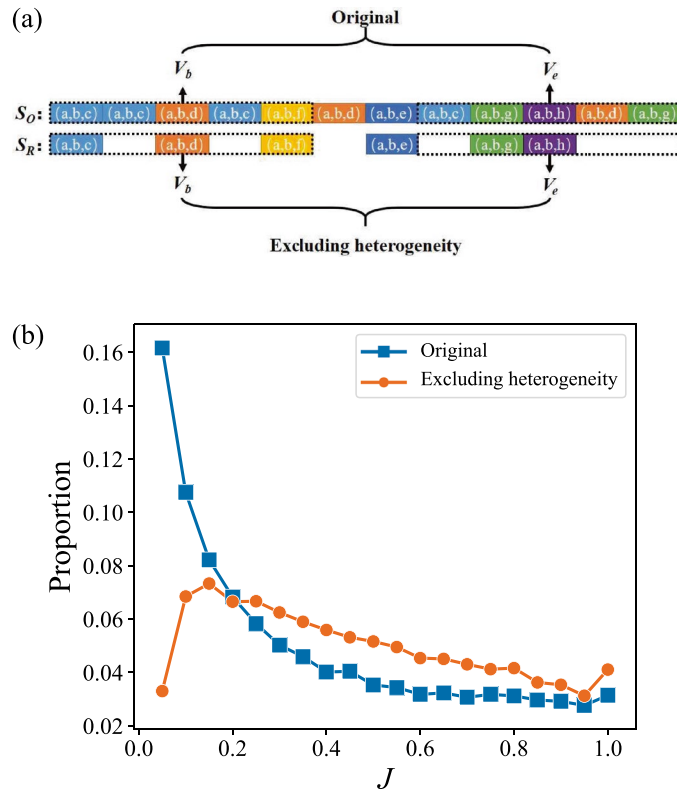 (a)
Original
V_b V_e
S_O: (a,b,c) (a,b,c) (a,b,d) (a,b,c) (a,b,f) (a,b,d) (a,b,e) (a,b,c) (a,b,g) (a,b,h) (a,b,d) (a,b,g)
S_R: (a,b,c) (a,b,d) (a,b,f) (a,b,e) (a,b,g) (a,b,h)
V_b V_e
Excluding heterogeneity
(b)
Original
Excluding heterogeneity
0.16
0.14
0.12
0.10
0.08
0.06
0.04
0.02
Proportion
0.0 0.2 0.4 0.6 0.8 1.0
J